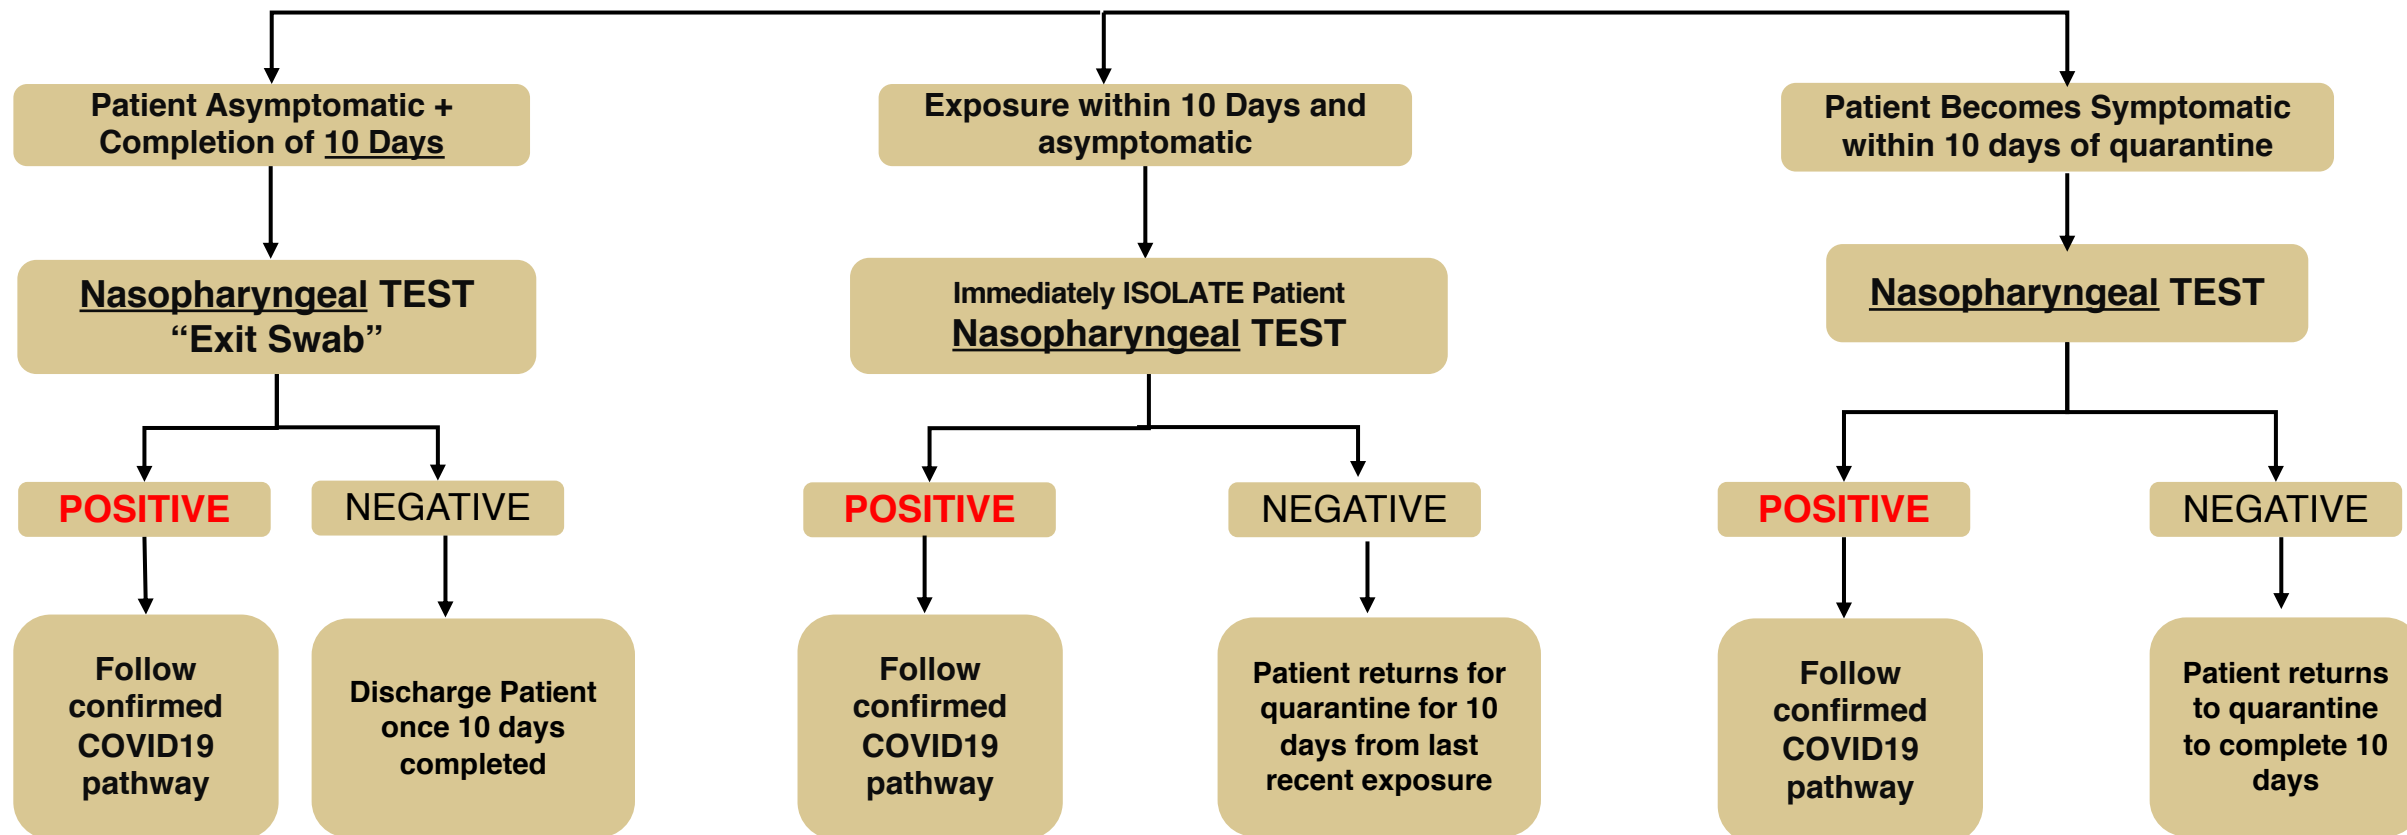 Patient Asymptomatic +
Completion of 10 Days
Exposure within 10 Days and
asymptomatic
Patient Becomes Symptomatic
within 10 days of quarantine
Nasopharyngeal TEST
“Exit Swab”
Immediately ISOLATE Patient
Nasopharyngeal TEST
Nasopharyngeal TEST
POSITIVE
NEGATIVE
POSITIVE
NEGATIVE
POSITIVE
NEGATIVE
Follow
confirmed
COVID19
pathway
Discharge Patient
once 10 days
completed
Follow
confirmed
COVID19
pathway
Patient returns for
quarantine for 10
days from last
recent exposure
Follow
confirmed
COVID19
pathway
Patient returns
to quarantine
to complete 10
days